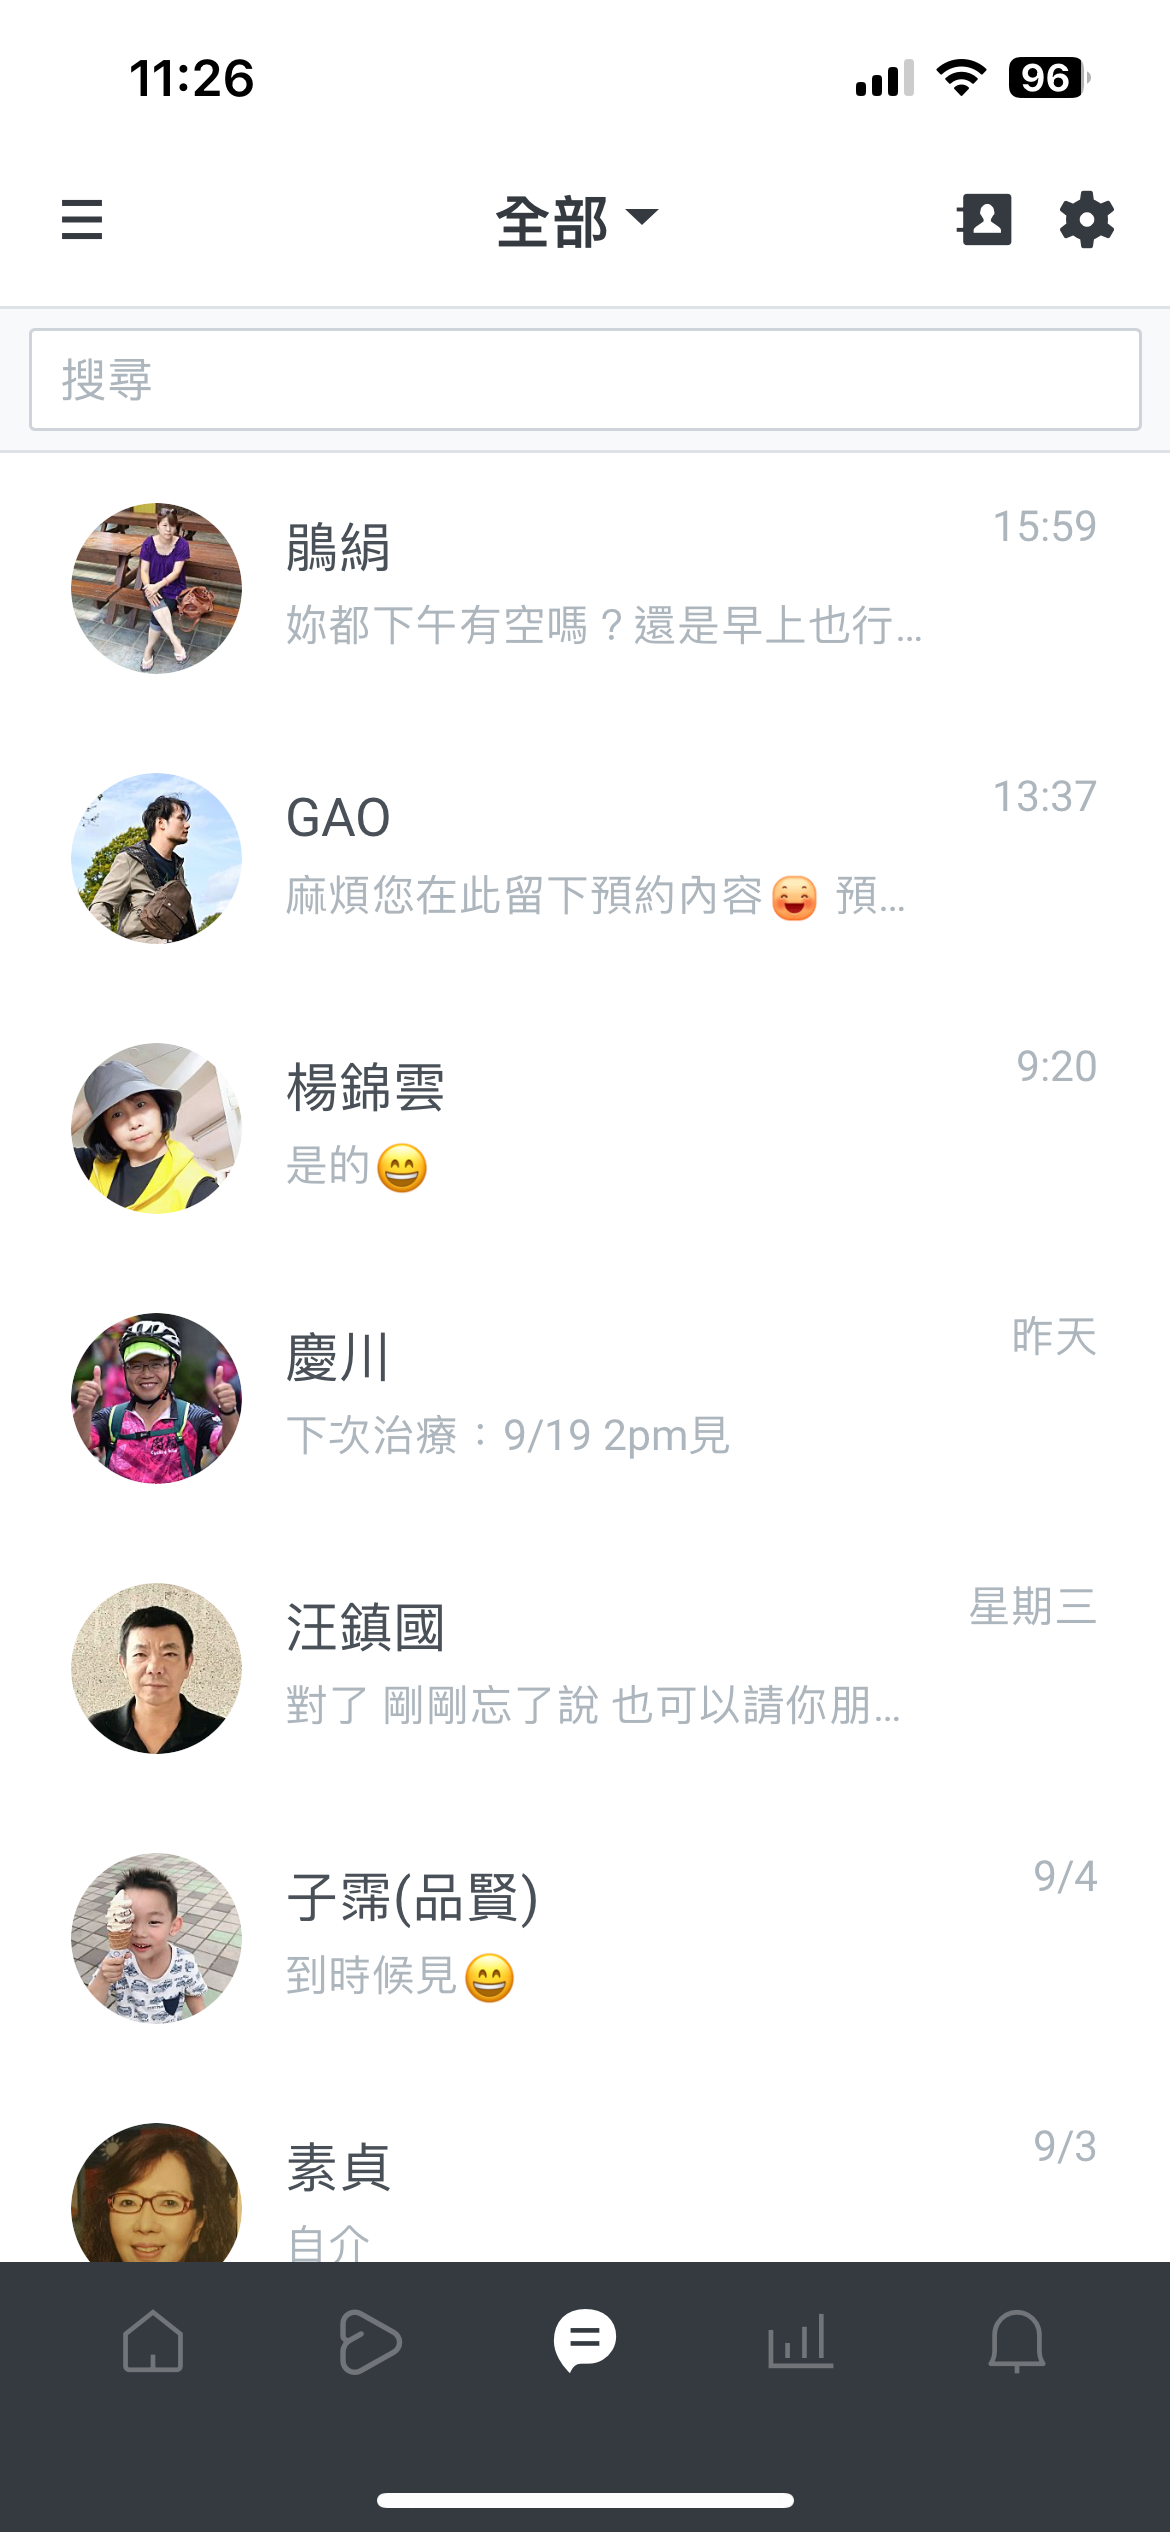 11:26
96
全部
搜尋
鵑絹
15:59
妳都下午有空嗎？還是早上也行...
GAO
13:37
麻煩您在此留下預約內容 預...
楊錦雲
9:20
是的😄
慶川
昨天
下次治療：9/19 2pm見
汪鎮國
星期三
對了 剛剛忘了說 也可以請你朋...
子霈(品賢)
9/4
到時候見😄
素貞
9/3
自介